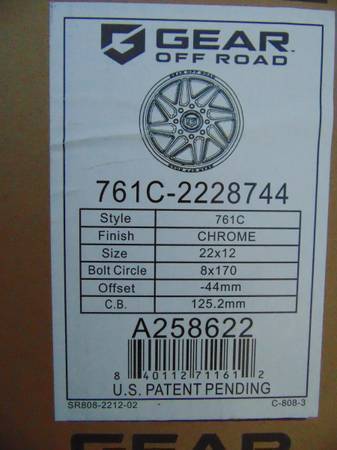 GEAR
OFF ROAD
761C-2228744
Style 761C
Finish CHROME
Size 22x12
Bolt Circle 8x170
Offset -44mm
C.B. 125.2mm
A258622
8 40112 71161 2
U.S. PATENT PENDING
SR808-2212-02 C-808-3
GEAR